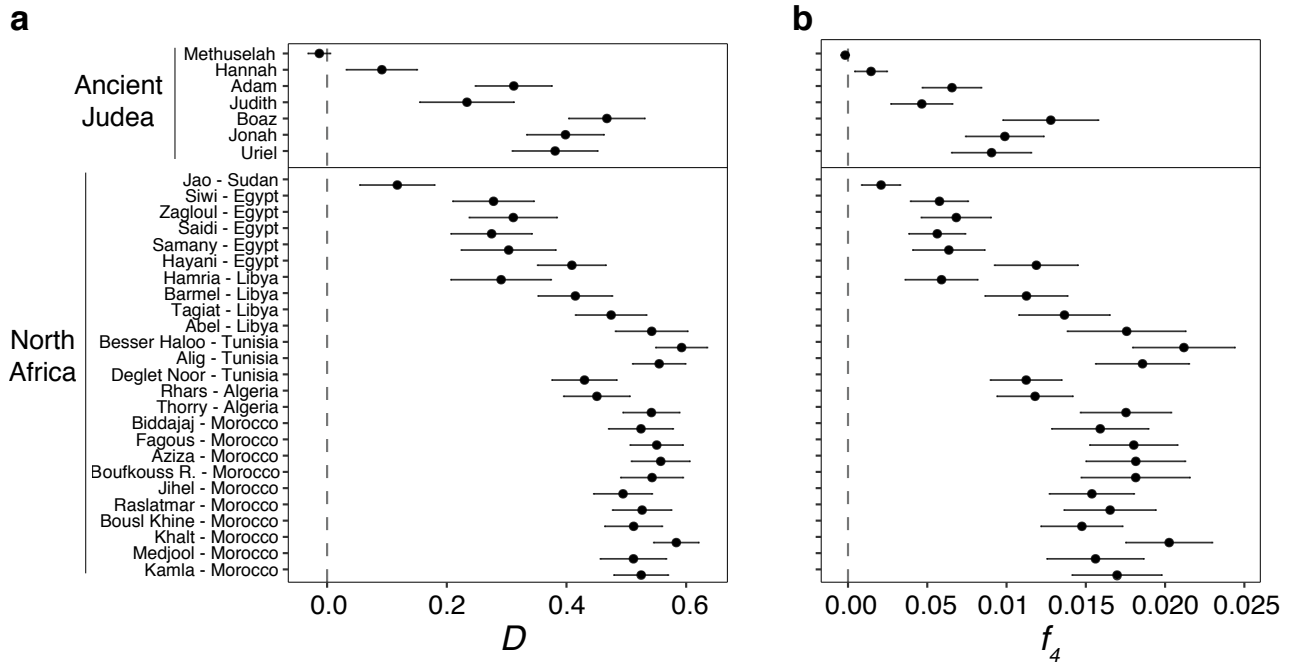 a
Ancient
Judea
Methuselah
Hannah
Adam
Judith
Boaz
Jonah
Uriel
North
Africa
Jao - Sudan
Siwi - Egypt
Zagloul - Egypt
Saidi - Egypt
Samany - Egypt
Hayani - Egypt
Hamria - Libya
Barmel - Libya
Tagiat - Libya
Abel - Libya
Besser Haloo - Tunisia
Alig - Tunisia
Deglet Noor - Tunisia
Rhars - Algeria
Thorry - Algeria
Biddajaj - Morocco
Fagous - Morocco
Aziza - Morocco
Boufkouss R. - Morocco
Jihel - Morocco
Raslatmar - Morocco
Bousl Khine - Morocco
Khalt - Morocco
Medjool - Morocco
Kamla - Morocco
0.0 0.2 0.4 0.6
D
b
0.00 0.05 0.01 0.015 0.020 0.025
f4